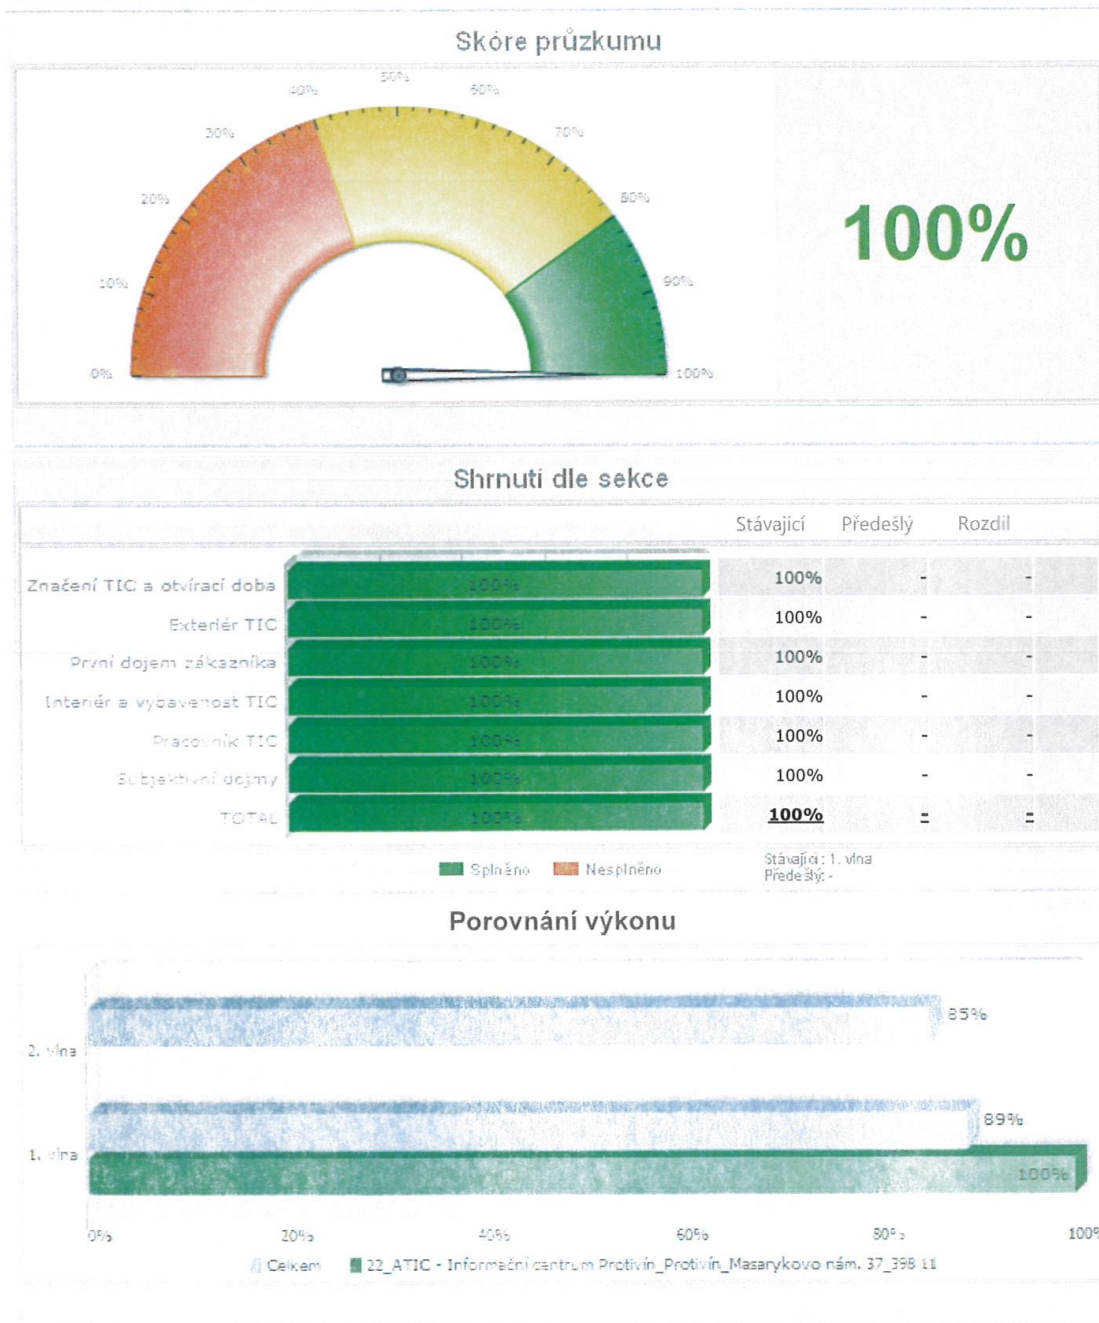 Skóre průzkumu
0%
10%
20%
30%
40%
50%
60%
70%
80%
90%
100%
100%
Shrnutí dle sekce
Stávající Předešlý Rozdíl
Značení TIC a otvírací doba 100% 100% - -
Exteriér TIC 100% 100% - -
První dojem zákazníka 100% 100% - -
Interiér a vybavenost TIC 100% 100% - -
Pracovník TIC 100% 100% - -
Subjektivní dojmy 100% 100% - -
TOTAL 100% 100% - -
Splněno Nesplněno
Stávající: 1. vlna
Předešlý: -
Porovnání výkonu
85%
2. vlna
89%
1. vlna
100%
0% 20% 40% 60% 80% 100%
Celkem 22_ATIC - Informační centrum Protivín_Protivín_Masarykovo nám. 37_398 11